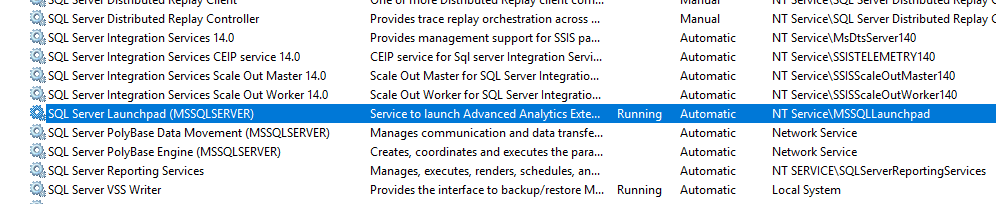 SQL Server Distributed Replay Client One or more Distributed Replay client com... Manual NT Service\SQL Server Distributed Replay C
SQL Server Distributed Replay Controller Provides trace replay orchestration across ... Manual NT Service\SQL Server Distributed Replay C
SQL Server Integration Services 14.0 Provides management support for SSIS pa... Automatic NT Service\MsDtsServer140
SQL Server Integration Services CEIP service 14.0 CEIP service for Sql server Integration Servi... Automatic NT Service\SSISTELEMETRY140
SQL Server Integration Services Scale Out Master 14.0 Scale Out Master for SQL Server Integratio... Automatic NT Service\SSISScaleOutMaster140
SQL Server Integration Services Scale Out Worker 14.0 Scale Out Worker for SQL Server Integratio... Automatic NT Service\SSISScaleOutWorker140
SQL Server Launchpad (MSSQLSERVER) Service to launch Advanced Analytics Exte... Running Automatic NT Service\MSSQLLaunchpad
SQL Server PolyBase Data Movement (MSSQLSERVER) Manages communication and data transfe... Automatic Network Service
SQL Server PolyBase Engine (MSSQLSERVER) Creates, coordinates and executes the para... Automatic Network Service
SQL Server Reporting Services Manages, executes, renders, schedules, an... Automatic NT SERVICE\SQLServerReportingServices
SQL Server VSS Writer Provides the interface to backup/restore M... Running Automatic Local System